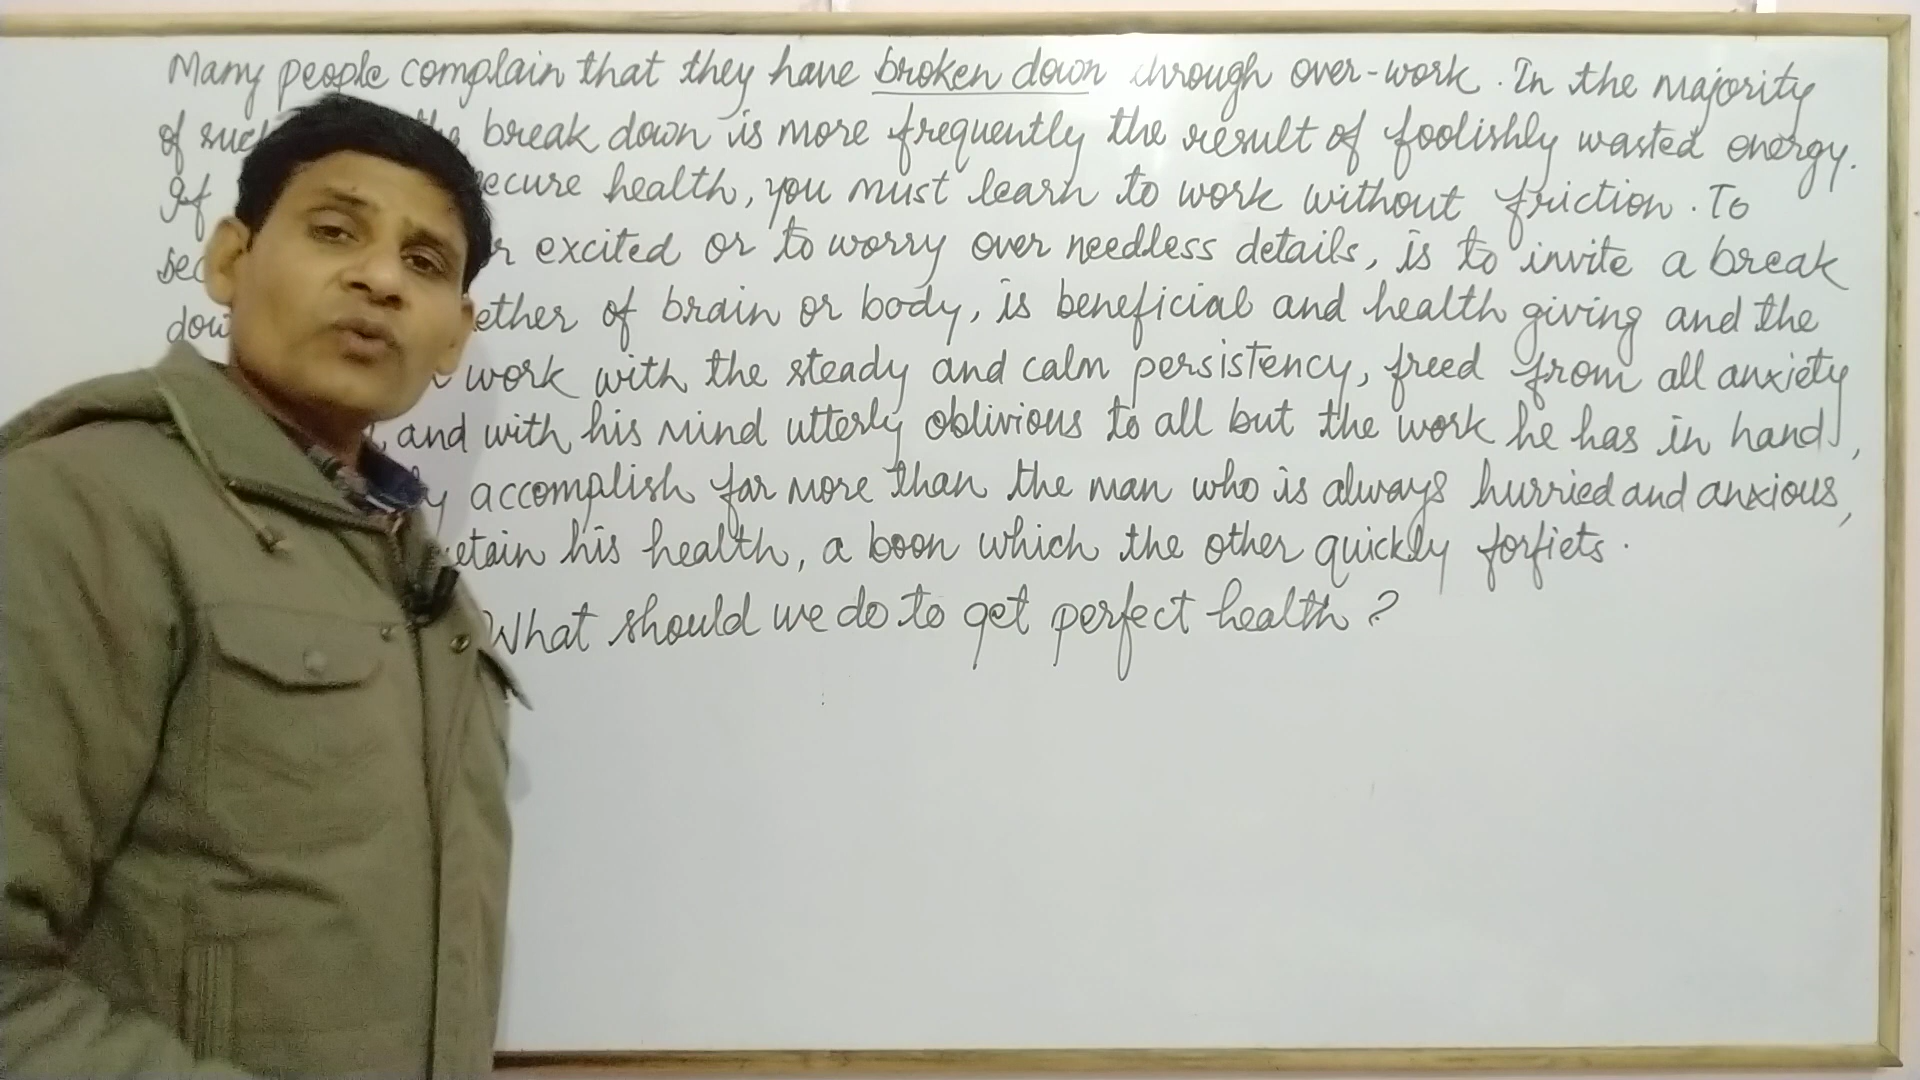 Many people complain that they have broken down through over-work. In the majority
of such break down is more frequently the result of foolishly wasted energy.
If secure health, you must learn to work without friction. To
excited or to worry over needless details, is to invite a break
of brain or body, is beneficial and health giving and the
work with the steady and calm persistency, freed from all anxiety
and with his mind utterly oblivious to all but the work he has in hand,
accomplish far more than the man who is always hurried and anxious,
retain his health, a boon which the other quickly forfiets.
What should we do to get perfect health?